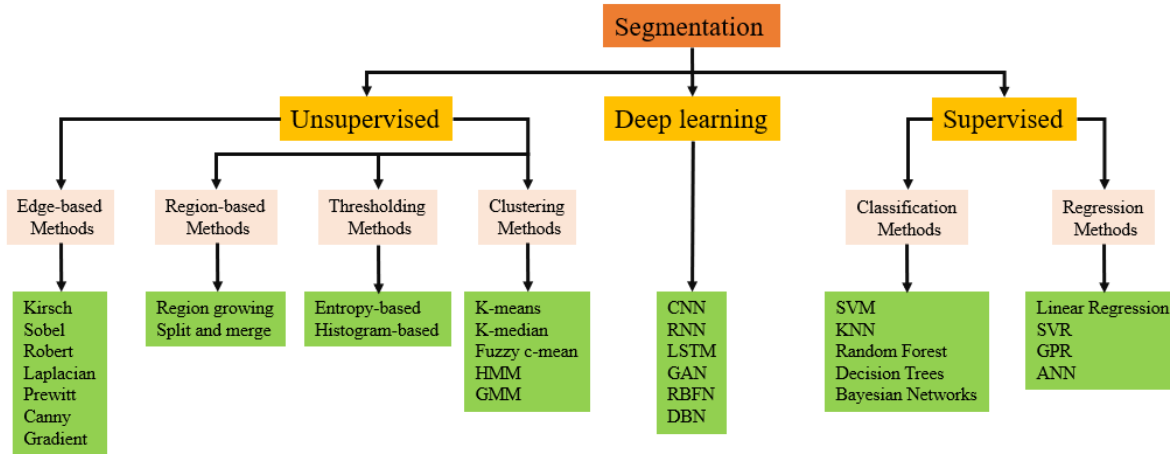 Segmentation
Unsupervised
Deep learning
Supervised
Edge-based
Methods
Region-based
Methods
Thresholding
Methods
Clustering
Methods
Classification
Methods
Regression
Methods
Kirsch
Sobel
Robert
Laplacian
Prewitt
Canny
Gradient
Region growing
Split and merge
Entropy-based
Histogram-based
K-means
K-median
Fuzzy c-mean
HMM
GMM
CNN
RNN
LSTM
GAN
RBFN
DBN
SVM
KNN
Random Forest
Decision Trees
Bayesian Networks
Linear Regression
SVR
GPR
ANN